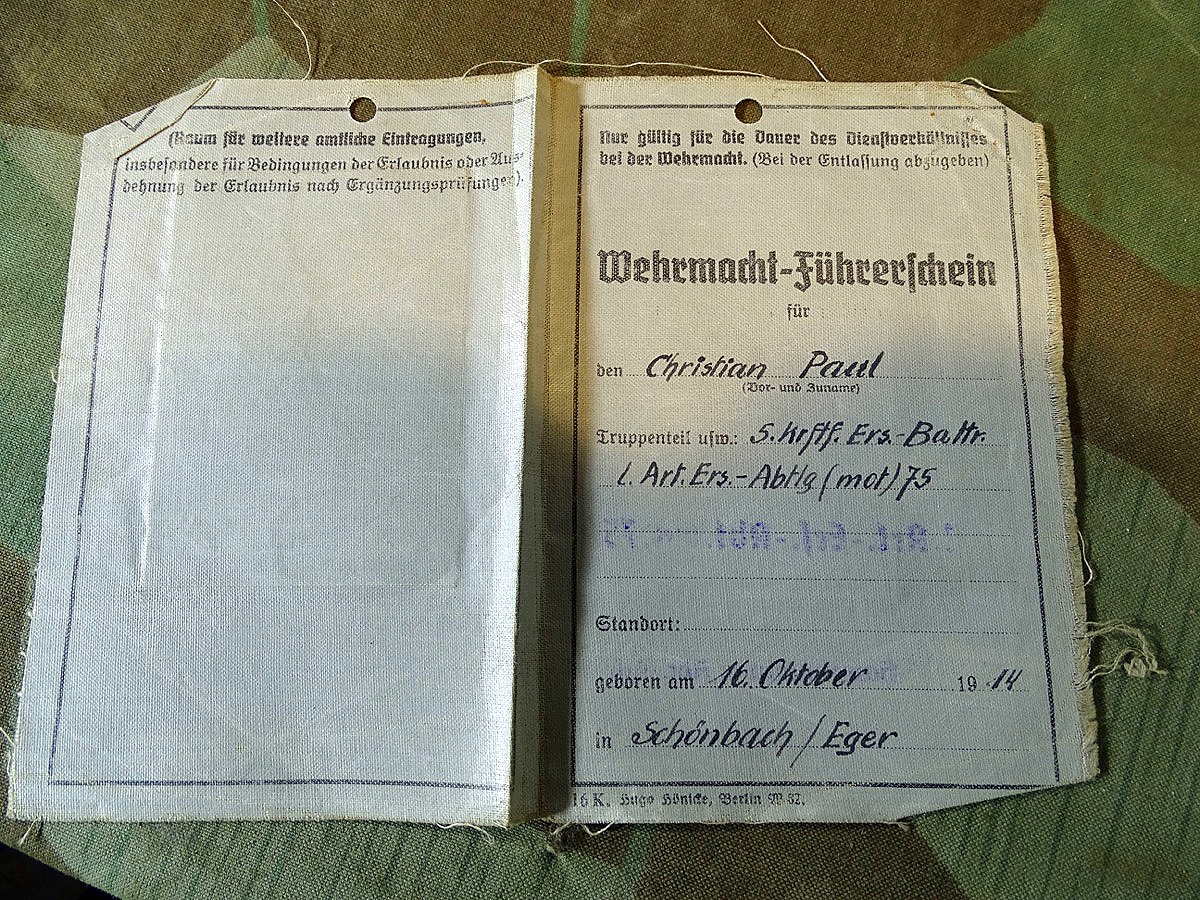 (Raum für weitere amtliche Eintragungen,
insbesondere für Bedingungen der Erlaubnis oder Aus-
dehnung der Erlaubnis nach Ergänzungsprüfungen).
Nur gültig für die Dauer des Dienstverhältnisses
bei der Wehrmacht. (Bei der Entlassung abzugeben)
Wehrmacht-Führerschein
für
den Christian Paul
(Vor- und Zuname)
Truppenteil usw.: 5. Krftf. Ers.-Battr.
l. Art. Ers.-Abtlg (mot) 75
Standort:
geboren am 16. Oktober 1914
in Schönbach / Eger
16 K. Hugo Hönicke, Berlin